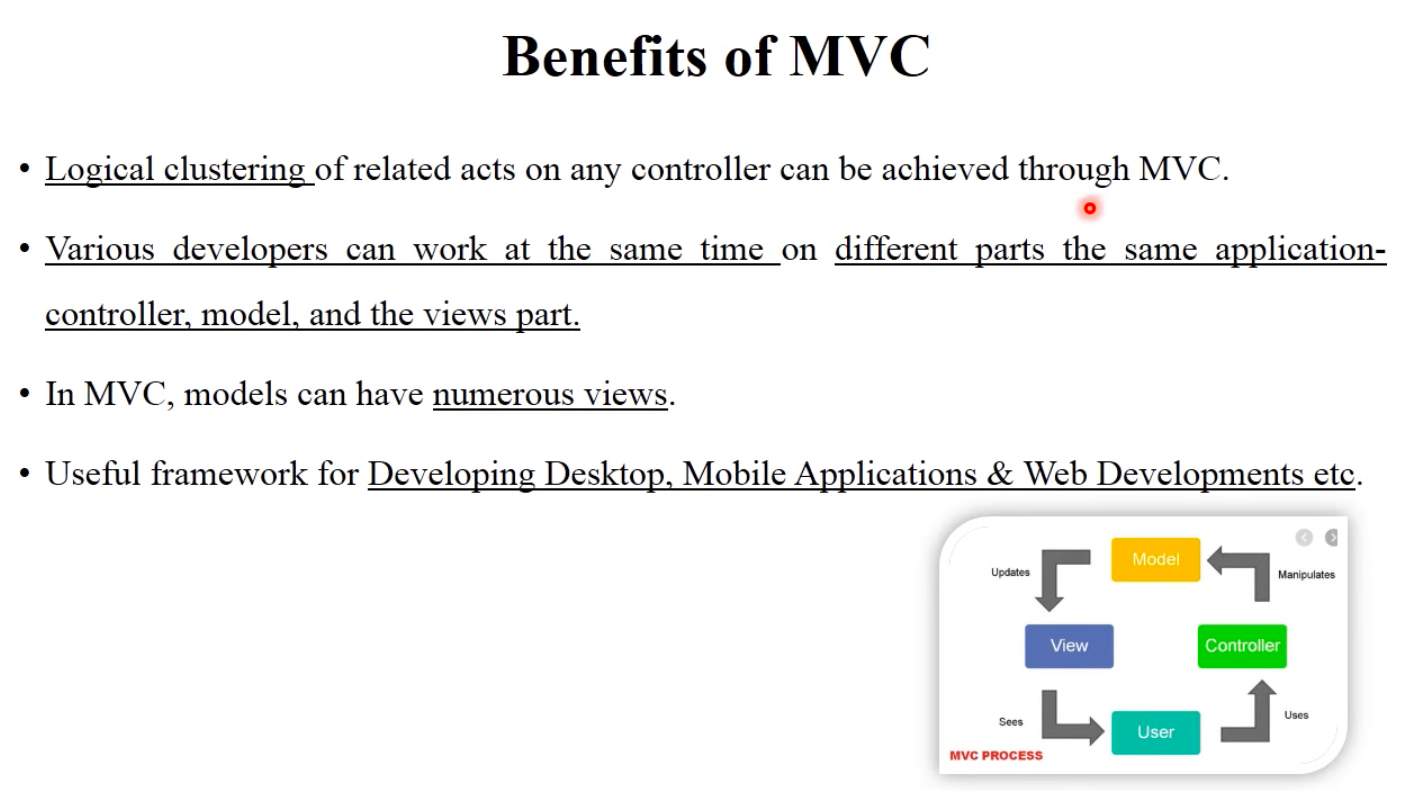 Benefits of MVC
• Logical clustering of related acts on any controller can be achieved through MVC.
• Various developers can work at the same time on different parts the same application-
controller, model, and the views part.
• In MVC, models can have numerous views.
• Useful framework for Developing Desktop, Mobile Applications & Web Developments etc.
Model
Updates
Manipulates
View
Controller
Sees
Uses
User
MVC PROCESS